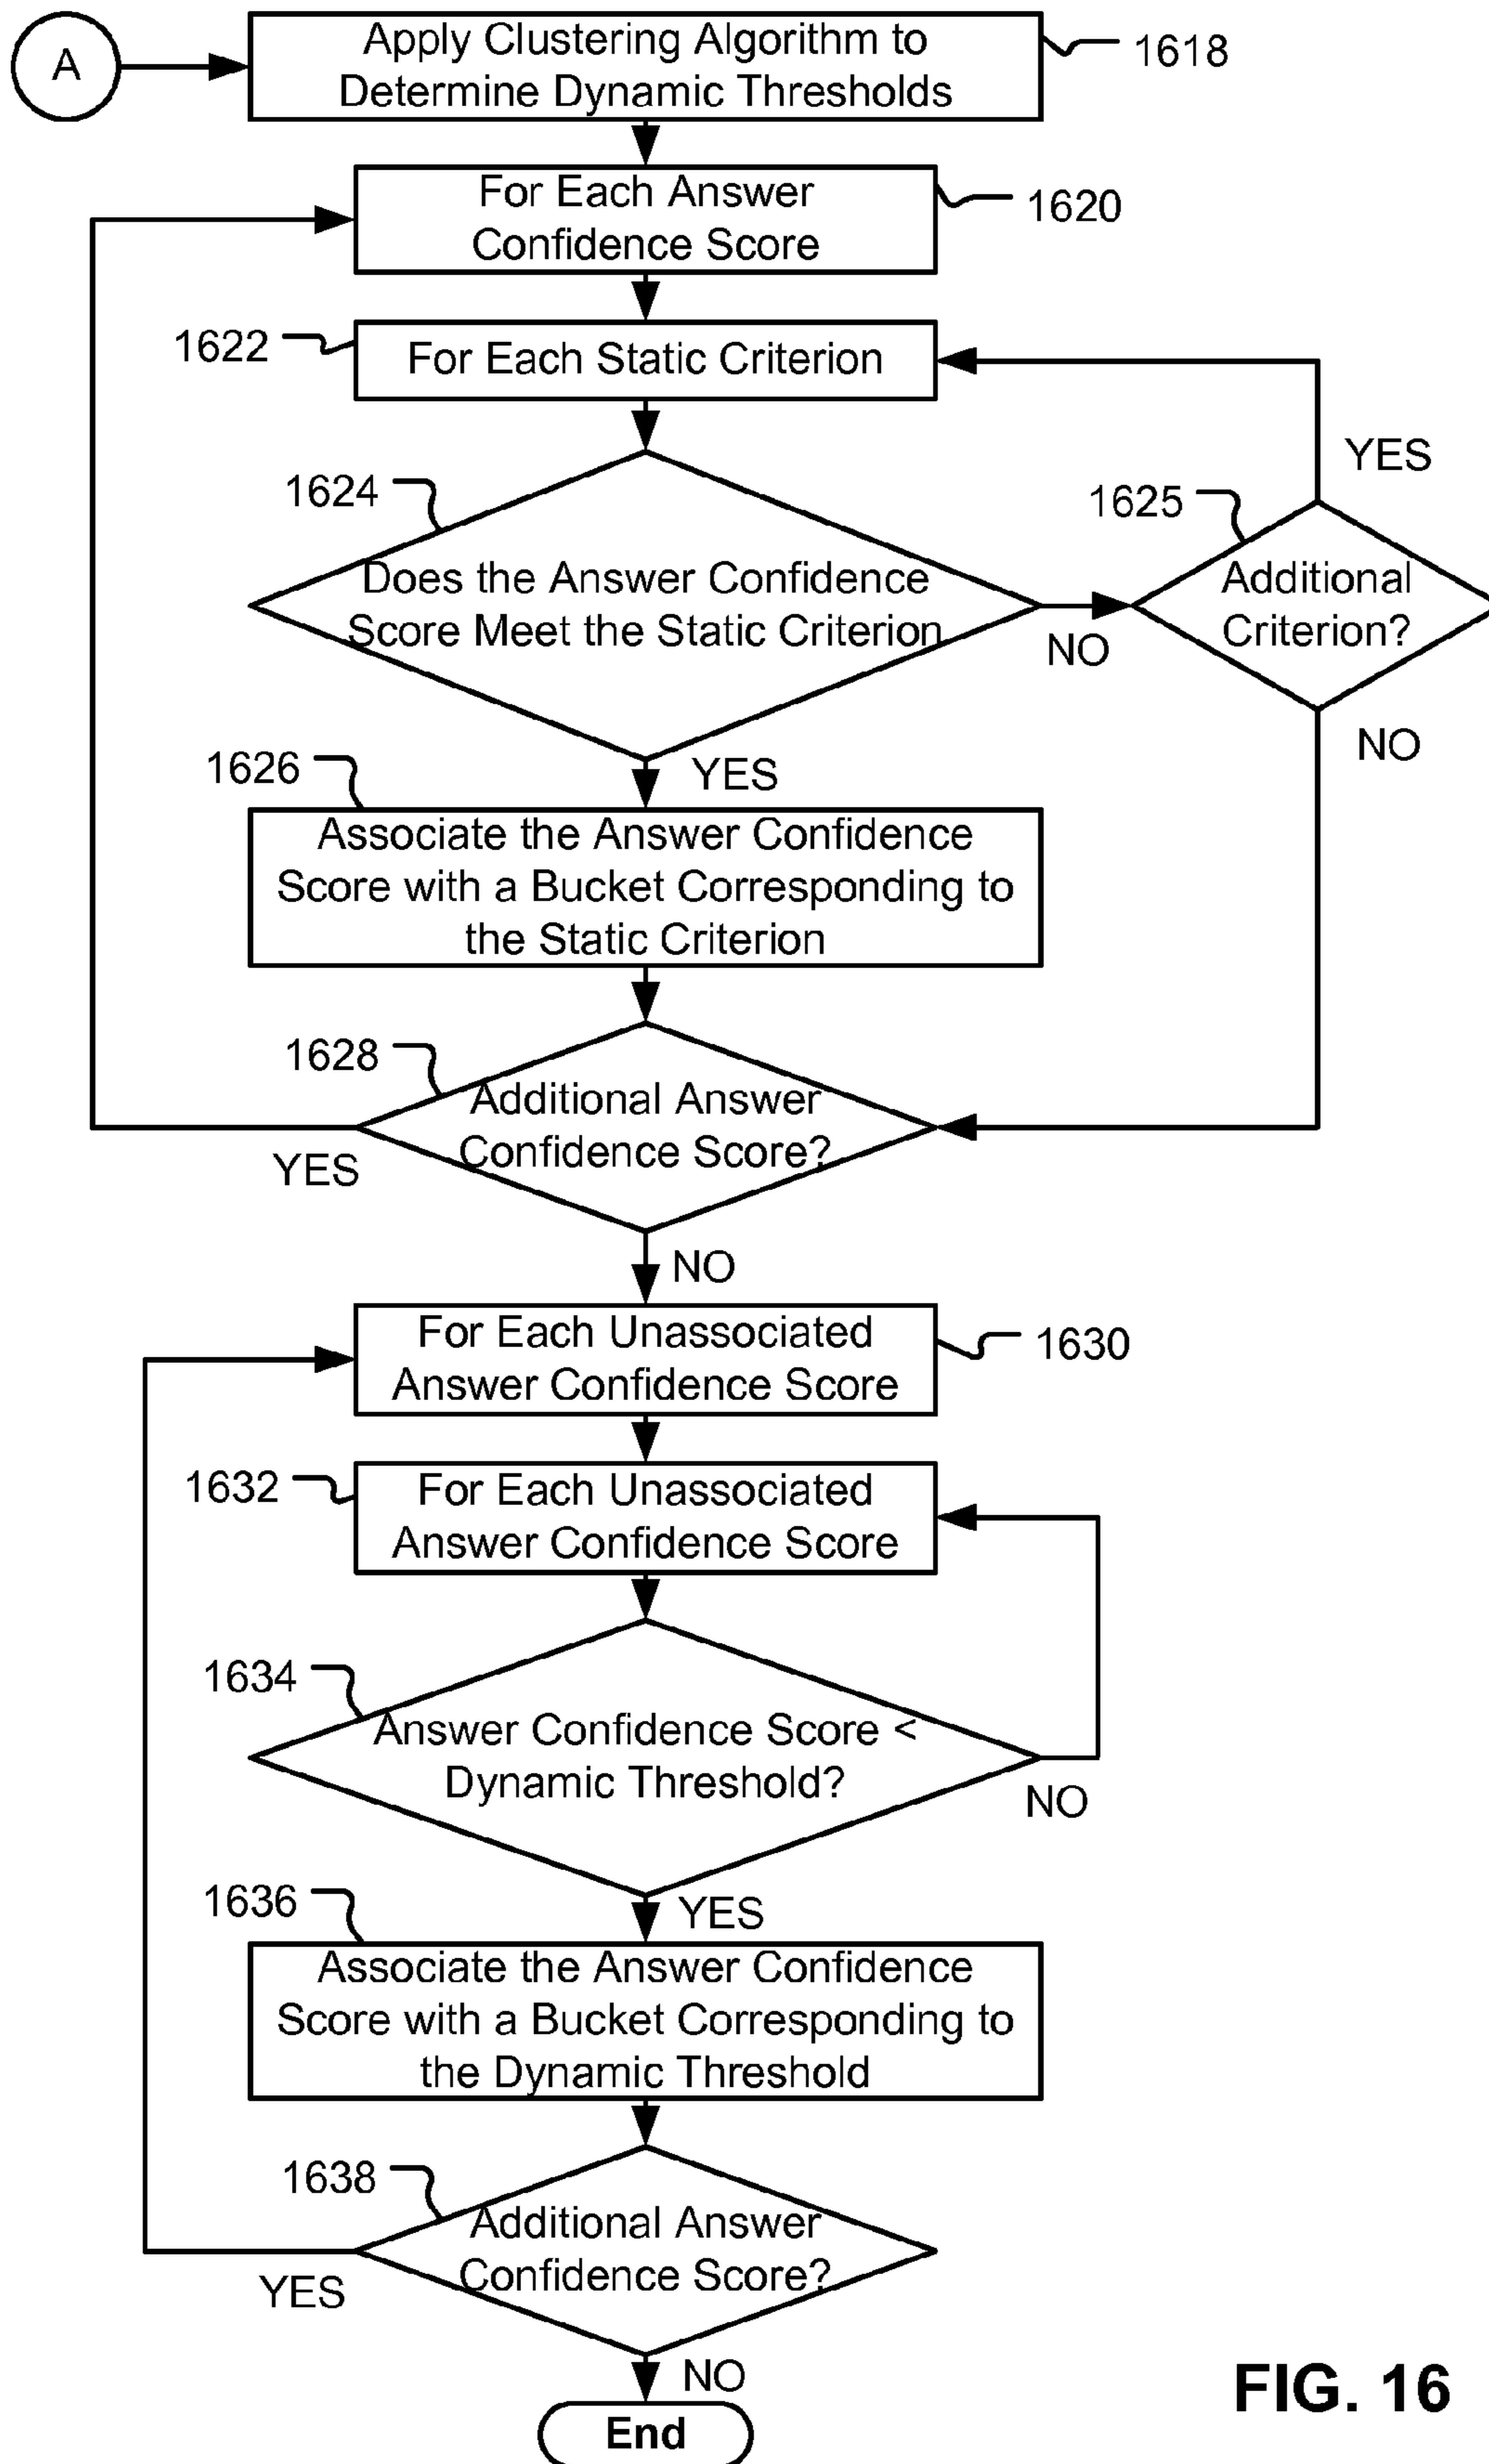 A
Apply Clustering Algorithm to
Determine Dynamic Thresholds
1618
For Each Answer
Confidence Score
1620
1622
For Each Static Criterion
YES
1624
1625
Does the Answer Confidence
Score Meet the Static Criterion
NO
Additional
Criterion?
NO
1626
YES
Associate the Answer Confidence
Score with a Bucket Corresponding to
the Static Criterion
1628
Additional Answer
Confidence Score?
YES
NO
For Each Unassociated
Answer Confidence Score
1630
1632
For Each Unassociated
Answer Confidence Score
1634
Answer Confidence Score <
Dynamic Threshold?
NO
1636
YES
Associate the Answer Confidence
Score with a Bucket Corresponding to
the Dynamic Threshold
1638
Additional Answer
Confidence Score?
YES
NO
End
FIG. 16